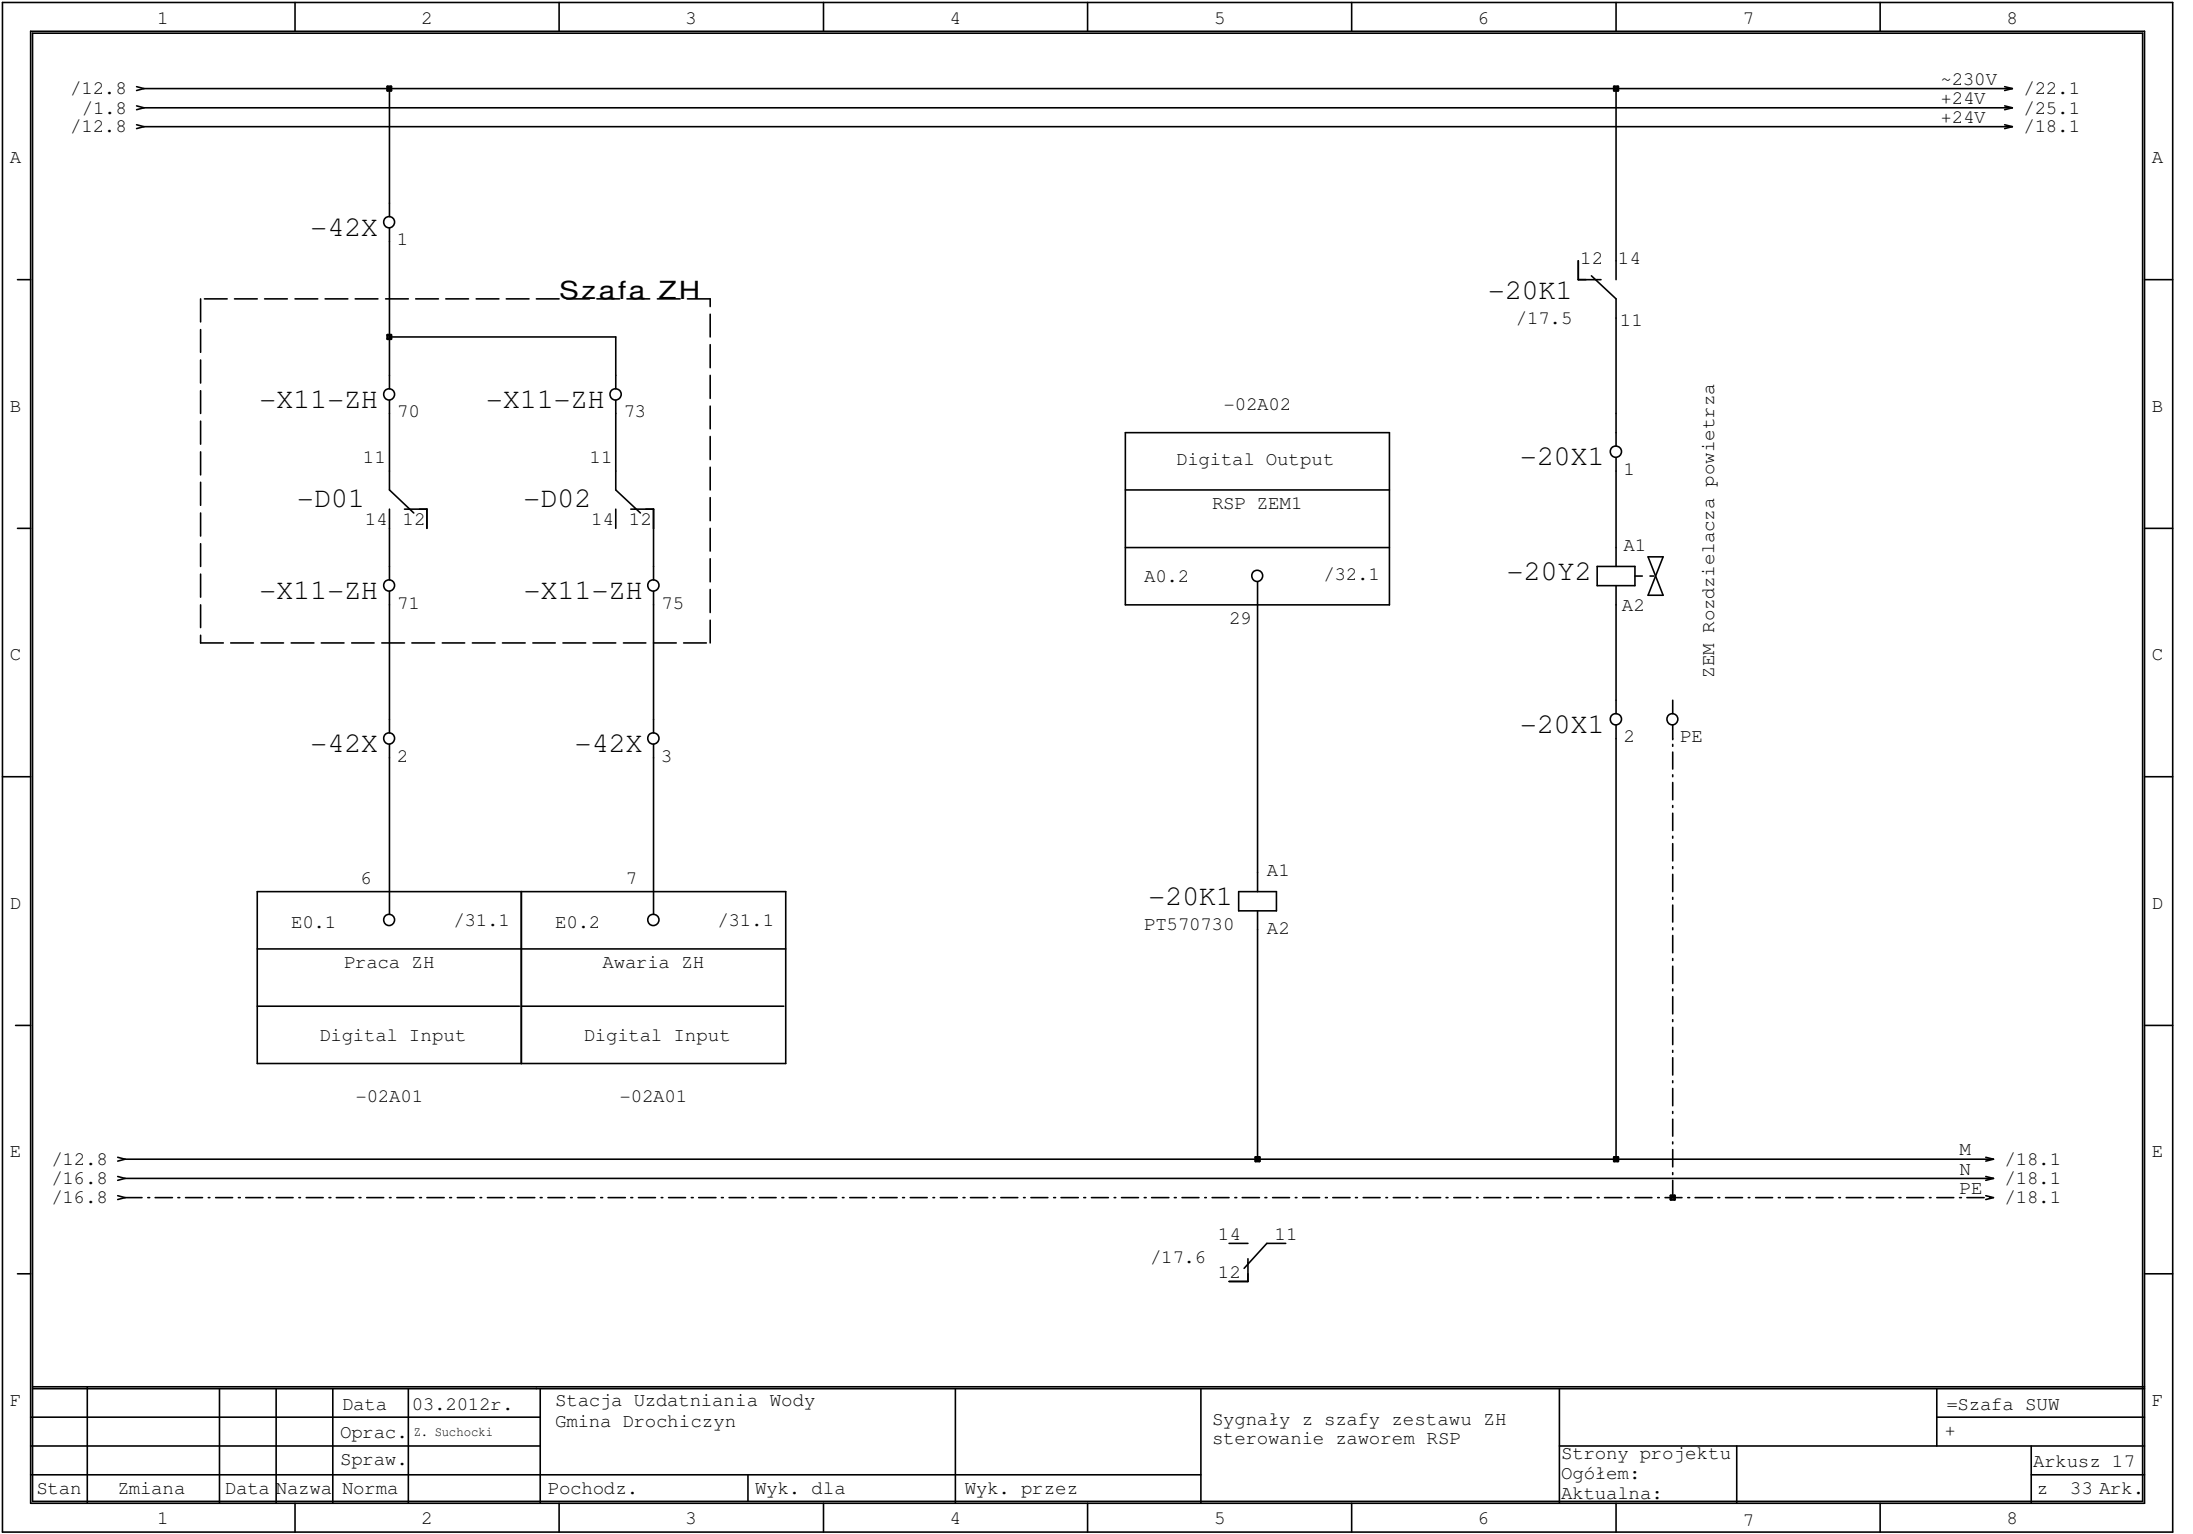 1 2 3 4 5 6 7 8
/12.8 ~230V /22.1
/1.8 +24V /25.1
/12.8 +24V /18.1
A A
-42X 1
12 14
Szafa ZH
-20K1
/17.5 11
-X11-ZH 70 -X11-ZH 73
B B
-02A02
11 11
Digital Output
-20X1 1
ZEM Rozdzielacza powietrza
-D01 -D02
14 12 14 12
RSP ZEM1
A1
-20Y2
A2
A0.2 /32.1
-X11-ZH 71 -X11-ZH 75
29
C C
-20X1 2 PE
-42X 2 -42X 3
6 7
A1
-20K1
PT570730 A2
D D
E0.1 /31.1 E0.2 /31.1
Praca ZH Awaria ZH
Digital Input Digital Input
-02A01 -02A01
E E
/12.8 M /18.1
/16.8 N /18.1
/16.8 PE /18.1
14 11
/17.6
12
F F
Data 03.2012r.
Oprac. Z. Suchocki
Spraw.
Stan Zmiana Data Nazwa Norma
Stacja Uzdatniania Wody
Gmina Drochiczyn
Pochodz. Wyk. dla Wyk. przez
Sygnały z szafy zestawu ZH
sterowanie zaworem RSP
=Szafa SUW
+
Strony projektu
Ogółem:
Aktualna:
Arkusz 17
z 33 Ark.
1 2 3 4 5 6 7 8